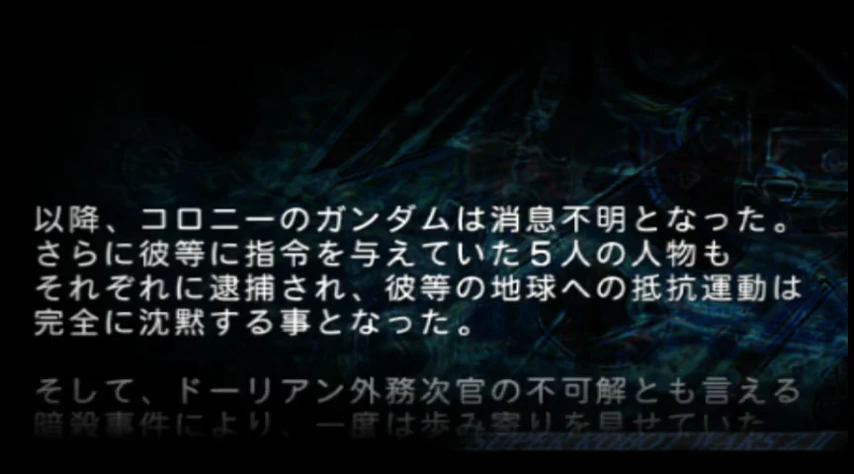 以降、コロニーのガンダムは消息不明となった。
さらに彼等に指令を与えていた５人の人物も
それぞれに逮捕され、彼等の地球への抵抗運動は
完全に沈黙する事となった。
そして、ドーリアン外務次官の不可解とも言える
暗殺事件により、一度は歩み寄りを見せていた
SUPER ROBOT WARS Z II